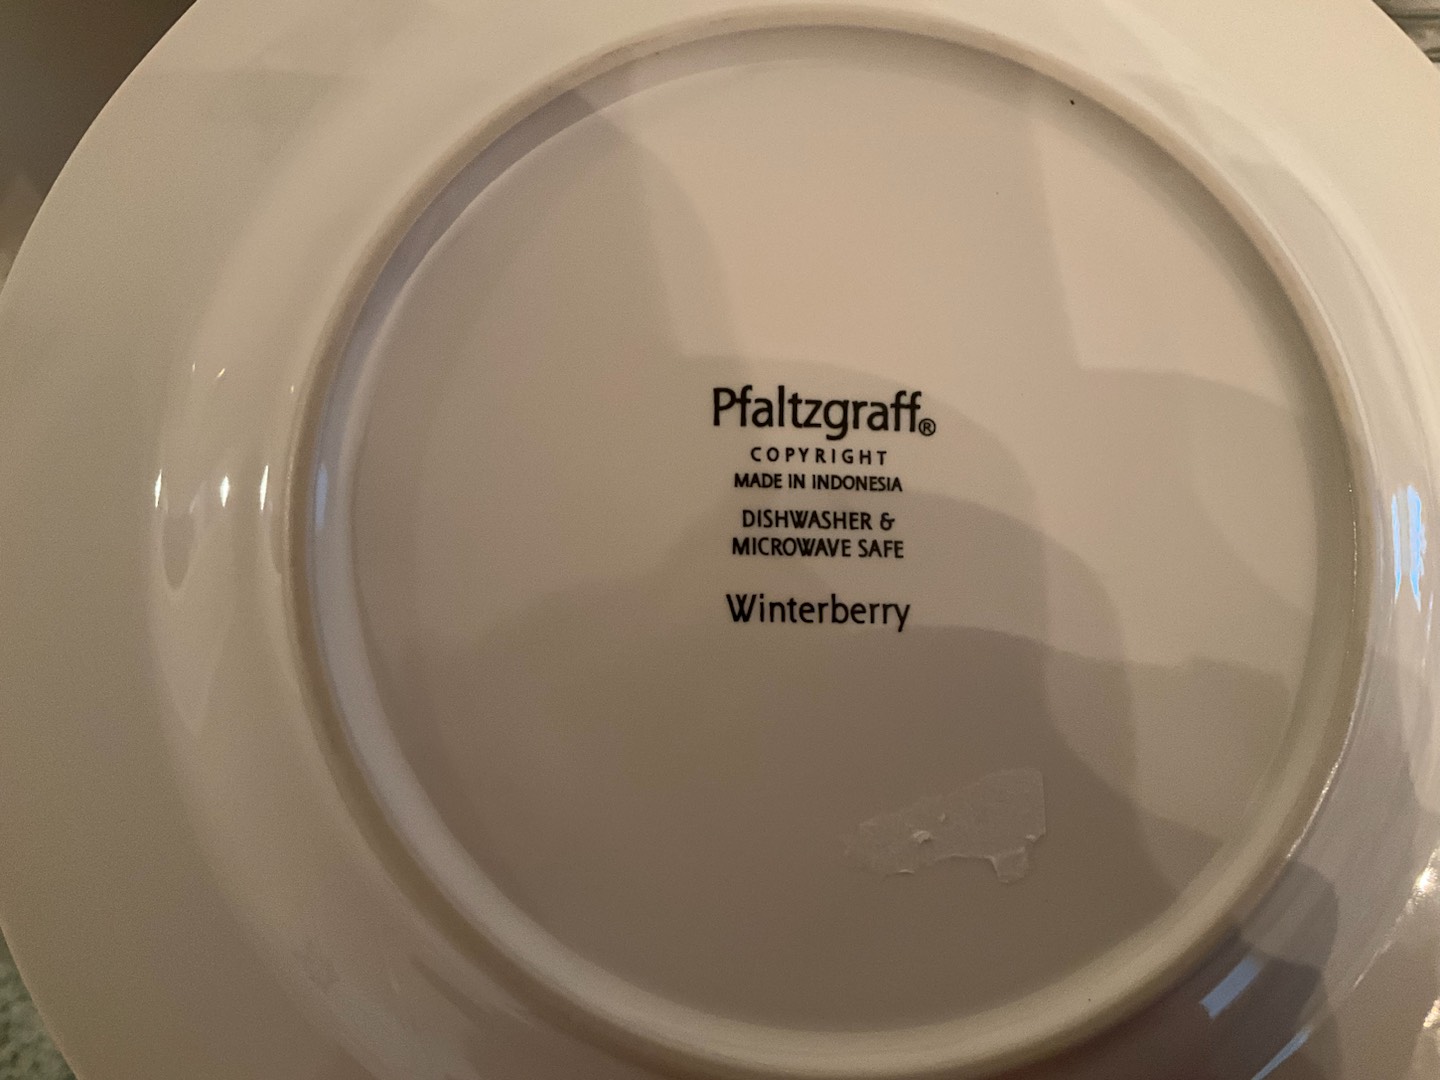 Pfaltzgraff®
COPYRIGHT
MADE IN INDONESIA
DISHWASHER &
MICROWAVE SAFE
Winterberry